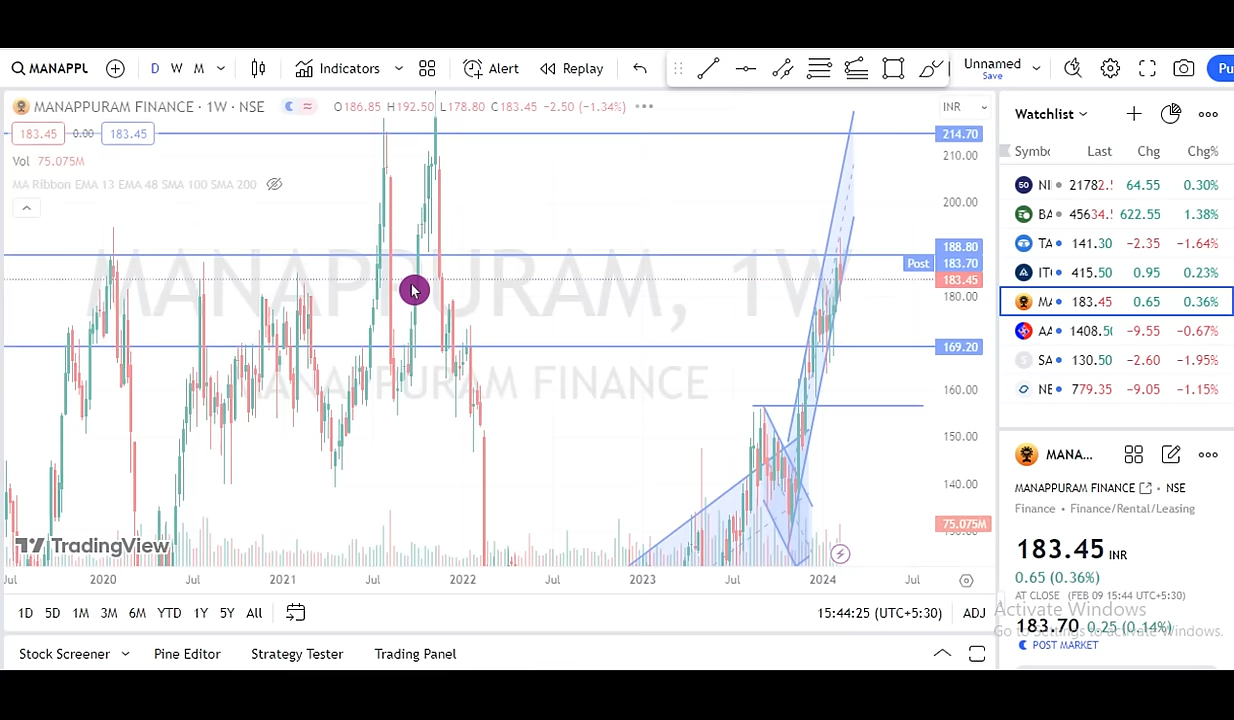 MANAPPU D W M Indicators Alert Replay Unnamed Save Pu
MANAPPURAM FINANCE · 1W · NSE O186.85 H192.50 L178.80 C183.45 −2.50 (−1.34%) INR
183.45 0.00 183.45
Vol 75.075M
MA Ribbon EMA 13 EMA 48 SMA 100 SMA 200
MANAPPURAM, 1W
MANAPPURAM FINANCE
214.70
210.00
200.00
188.80
Post 183.70
183.45
180.00
169.20
160.00
150.00
140.00
75.075M
TradingView
Jul 2020 Jul 2021 Jul 2022 Jul 2023 Jul 2024 Jul
1D 5D 1M 3M 6M YTD 1Y 5Y All 15:44:25 (UTC+5:30) ADJ
Stock Screener Pine Editor Strategy Tester Trading Panel
Watchlist
Symbo Last Chg Chg%
50 NI 21782. 64.55 0.30%
BA 45634. 622.55 1.38%
TA 141.30 −2.35 −1.64%
IT 415.50 0.95 0.23%
MA 183.45 0.65 0.36%
AA 1408.50 −9.55 −0.67%
SA 130.50 −2.60 −1.95%
NE 779.35 −9.05 −1.15%
MANA...
MANAPPURAM FINANCE · NSE
Finance · Finance/Rental/Leasing
183.45 INR
0.65 (0.36%)
AT CLOSE (FEB 09 15:44 UTC+5:30)
Activate Windows
183.70 0.25 (0.14%)
Go to Settings to activate Windows.
POST MARKET